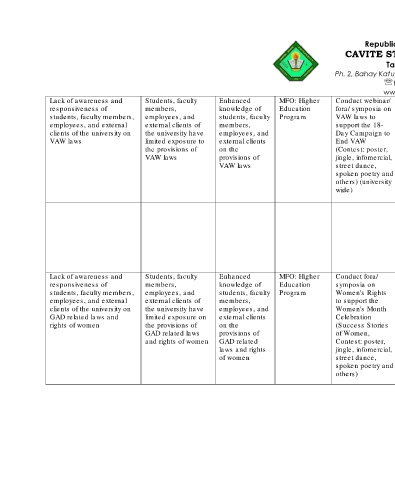 Republic
CAVITE ST
Ta
Ph. 2, Bahay Katu
☏
ww
Lack of awareness and
responsiveness of
students, faculty members,
employees, and external
clients of the university on
VAW laws
Students, faculty
members,
employees, and
external clients of
the university have
limited exposure to
the provisions of
VAW laws
Enhanced
knowledge of
students, faculty
members,
employees, and
external clients
on the
provisions of
VAW laws
MFO: Higher
Education
Program
Conduct webinar/
fora/ symposia on
VAW laws to
support the 18-
Day Campaign to
End VAW
(Contest: poster,
jingle, infomercial,
street dance,
spoken poetry and
others) (university
wide)
Lack of awareness and
responsiveness of
students, faculty members,
employees, and external
clients of the university on
GAD related laws and
rights of women
Students, faculty
members,
employees, and
external clients of
the university have
limited exposure on
the provisions of
GAD related laws
and rights of women
Enhanced
knowledge of
students, faculty
members,
employees, and
external clients
on the
provisions of
GAD related
laws and rights
of women
MFO: Higher
Education
Program
Conduct fora/
symposia on
Women's Rights
to support the
Women's Month
Celebration
(Success Stories
of Women,
Contest: poster,
jingle, infomercial,
street dance,
spoken poetry and
others)